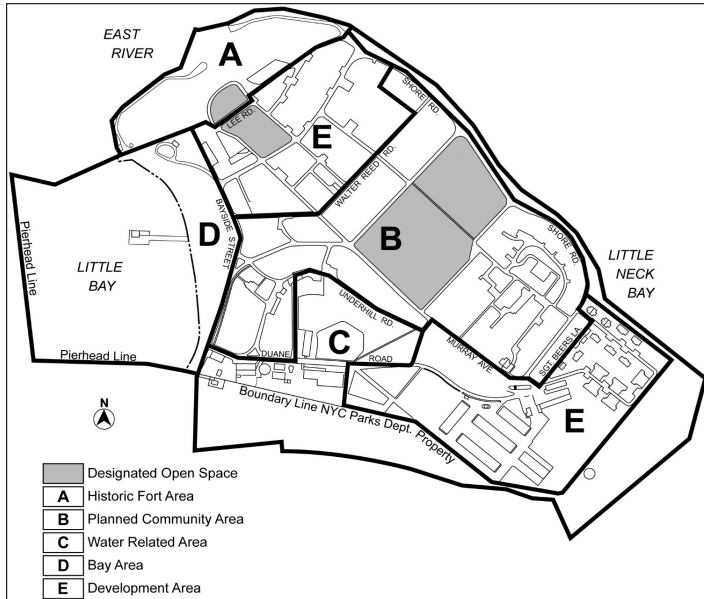 EAST
RIVER
A
SHORE RD.
LEE RD
E
WALTER REED RD.
BAYSIDE STREET
D
B
SHORE RD
Pierhead Line
LITTLE
BAY
LITTLE
NECK
BAY
UNDERHILL RD.
C
DUANE ROAD
MURRAY AVE
SGT BEERS LA.
Pierhead Line
N
Boundary Line NYC Parks Dept. Property
E
Designated Open Space
A Historic Fort Area
B Planned Community Area
C Water Related Area
D Bay Area
E Development Area